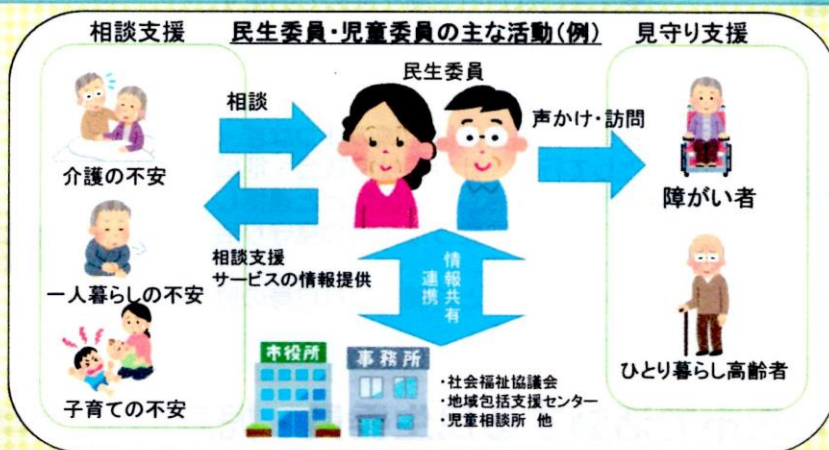 相談支援
民生委員・児童委員の主な活動（例）
見守り支援
民生委員
相談
声かけ・訪問
介護の不安
障がい者
相談支援
サービスの情報提供
一人暮らしの不安
情報共有
連携
市役所
事務所
ひとり暮らし高齢者
子育ての不安
・社会福祉協議会
・地域包括支援センター
・児童相談所 他